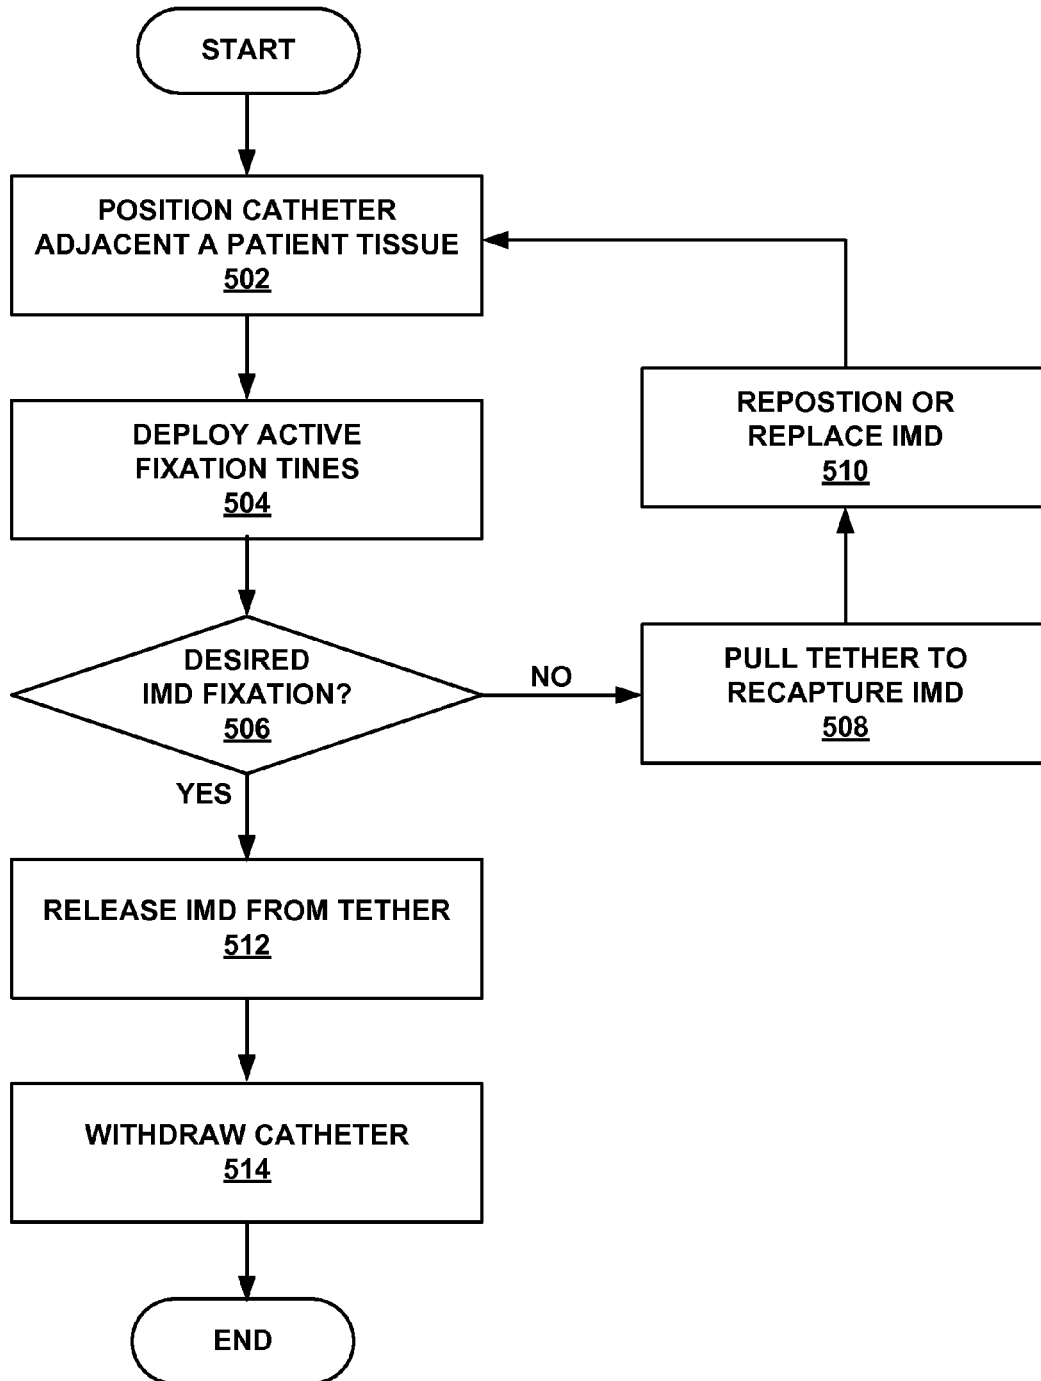 START
POSITION CATHETER
ADJACENT A PATIENT TISSUE
502
DEPLOY ACTIVE
FIXATION TINES
504
DESIRED
IMD FIXATION?
506
NO
PULL TETHER TO
RECAPTURE IMD
508
REPOSTION OR
REPLACE IMD
510
YES
RELEASE IMD FROM TETHER
512
WITHDRAW CATHETER
514
END